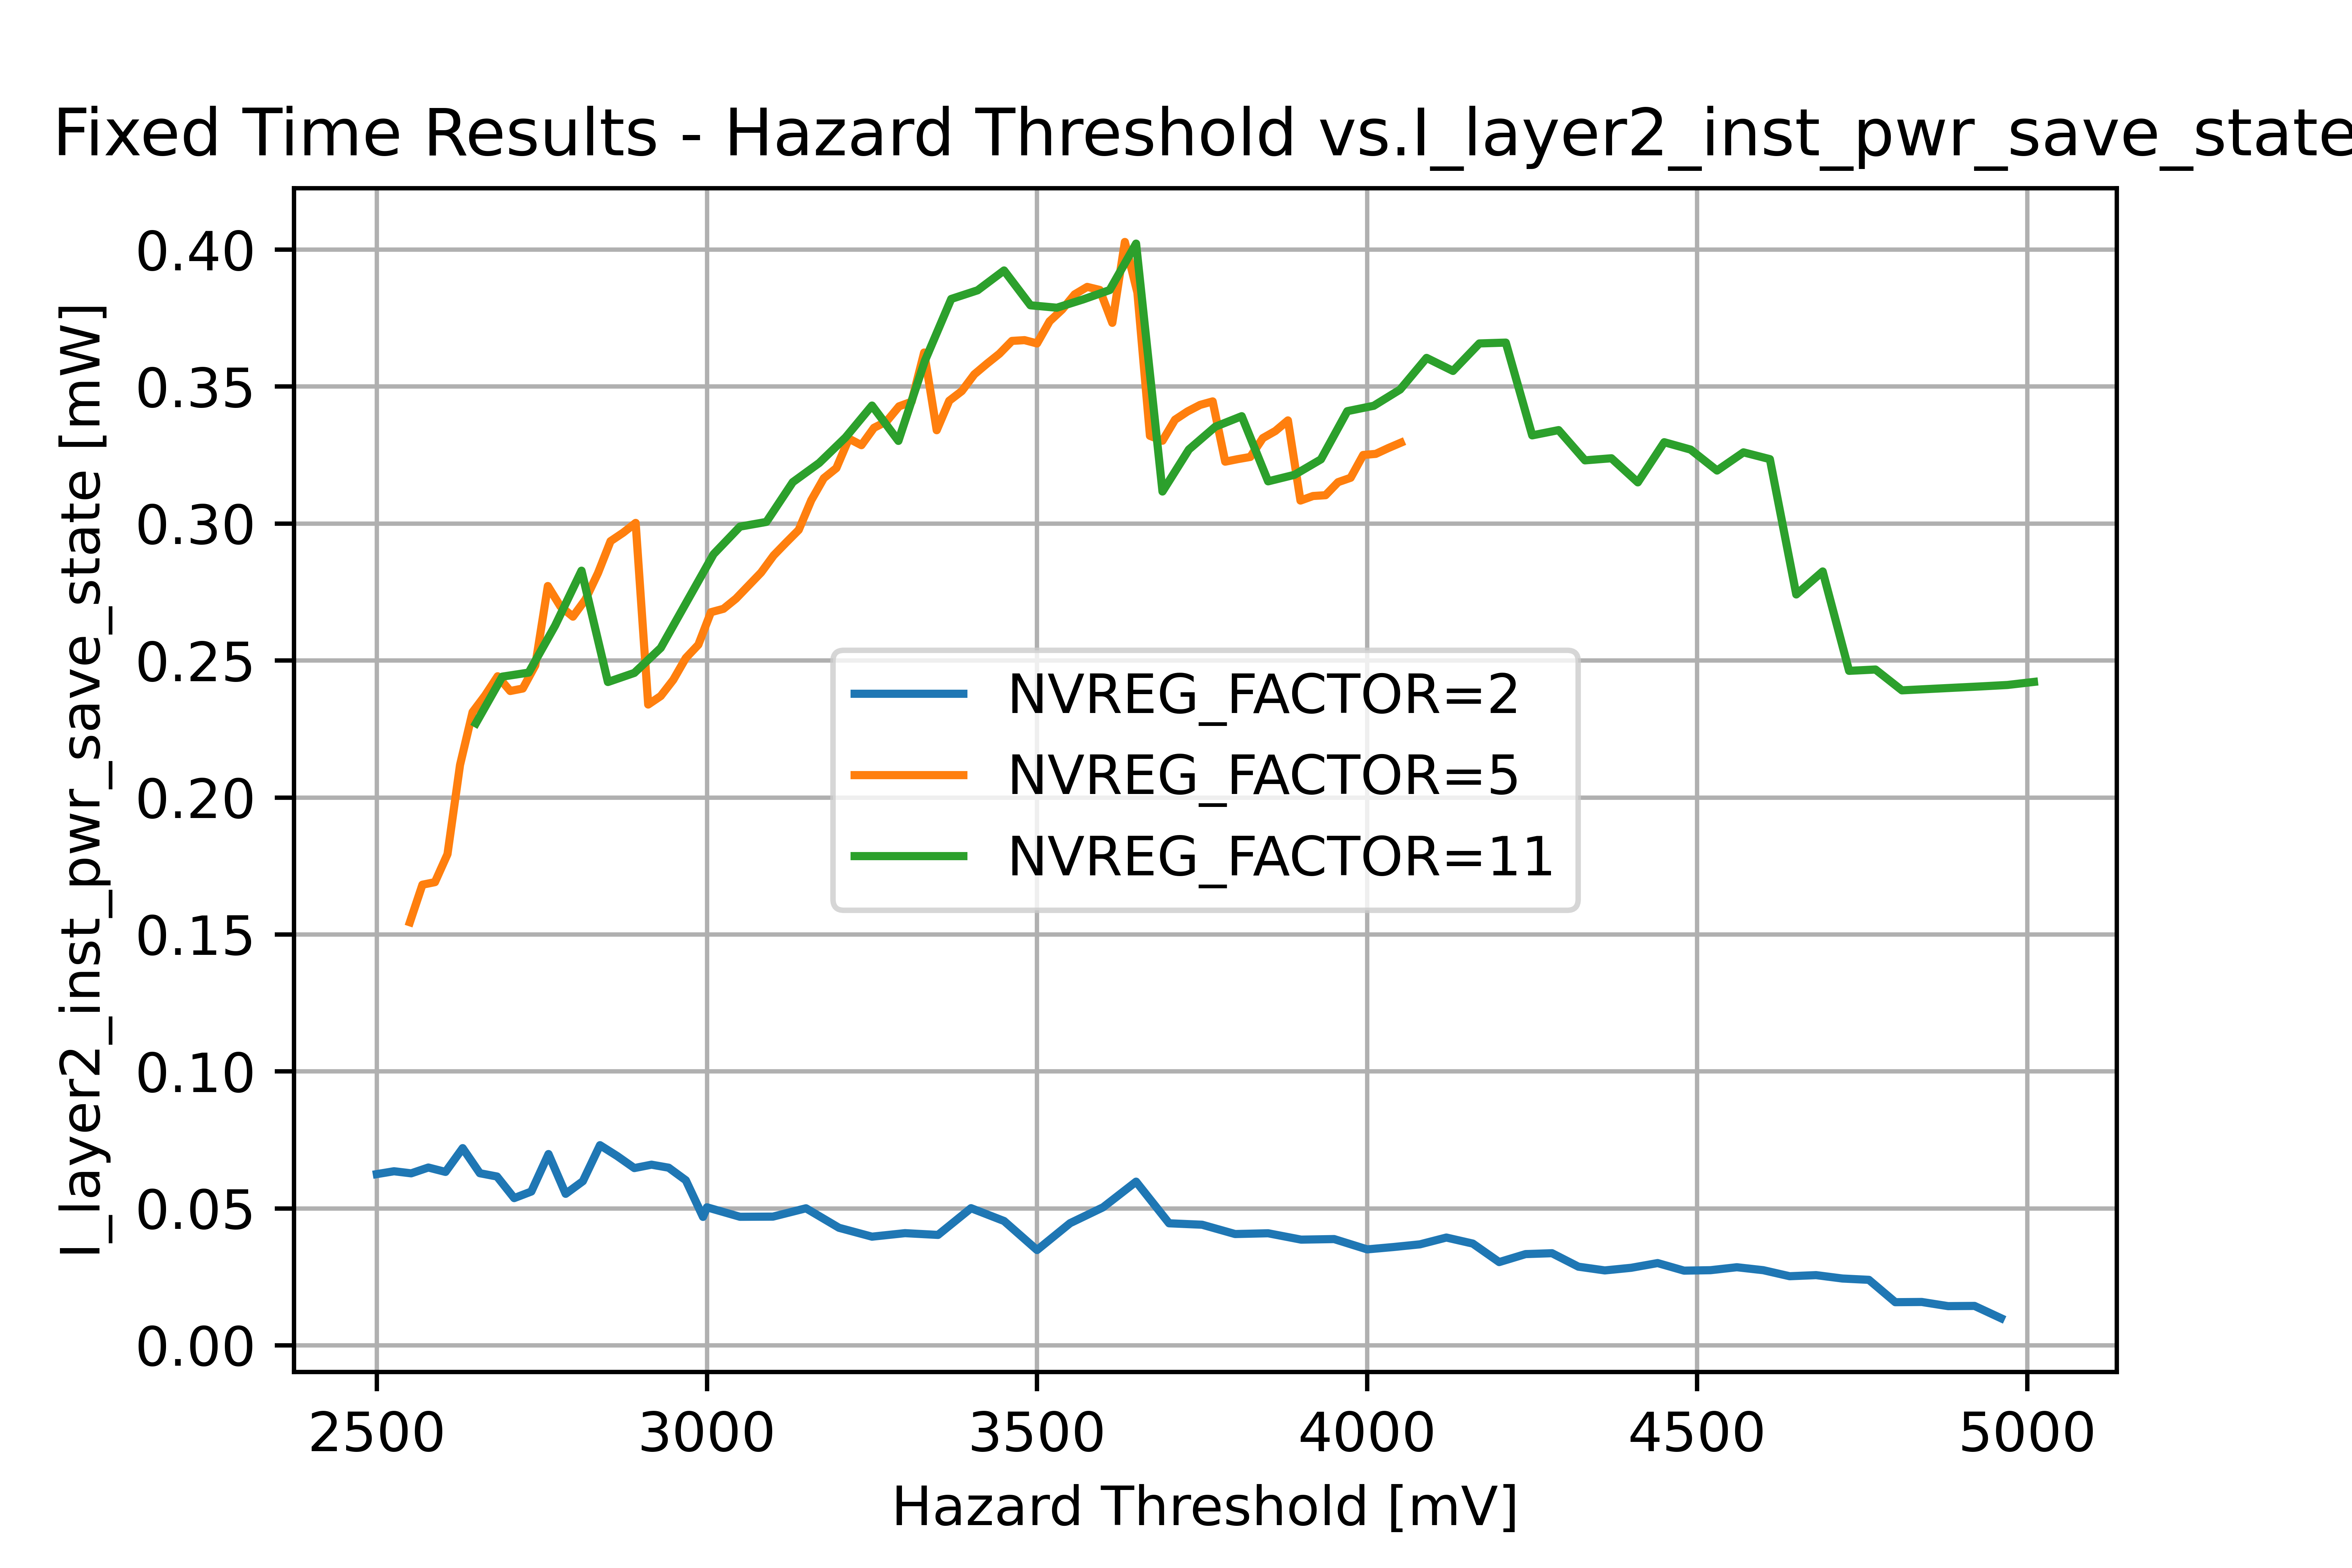 Fixed Time Results - Hazard Threshold vs.I_layer2_inst_pwr_save_state
I_layer2_inst_pwr_save_state [mW]
0.40
0.35
0.30
0.25
0.20
0.15
0.10
0.05
0.00
NVREG_FACTOR=2
NVREG_FACTOR=5
NVREG_FACTOR=11
2500 3000 3500 4000 4500 5000
Hazard Threshold [mV]